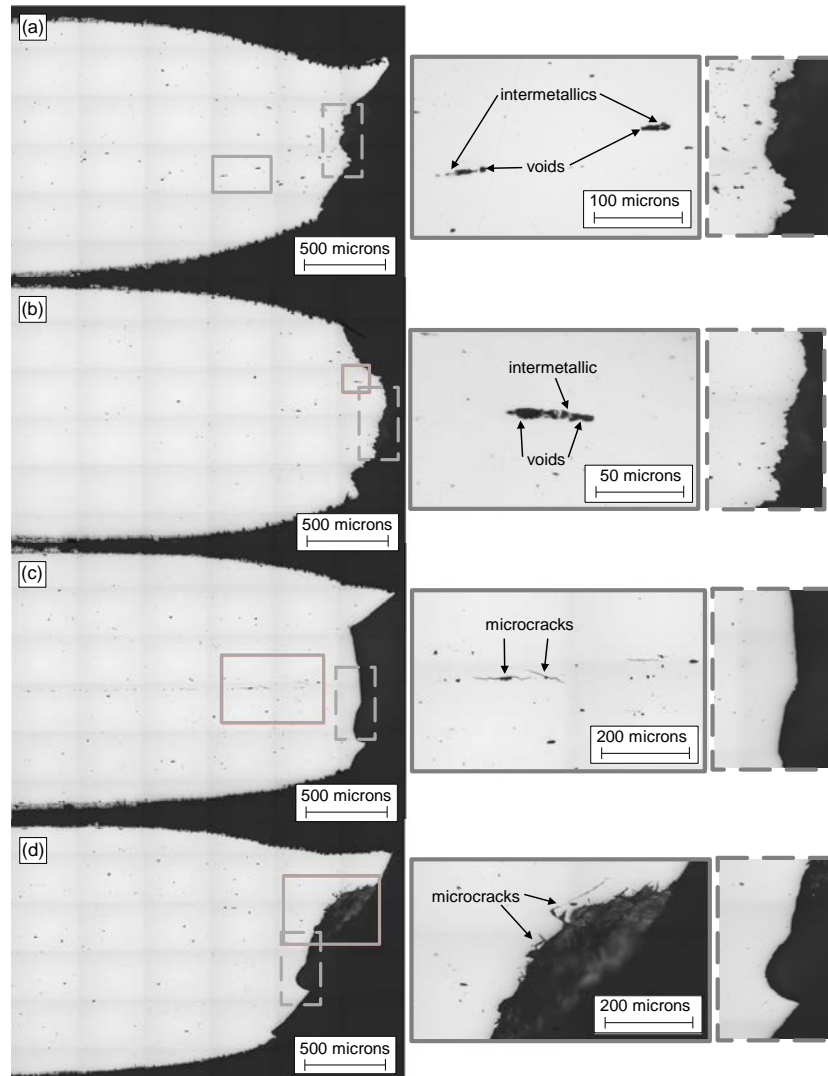 (a)
500 microns
intermetallics
voids
100 microns
(b)
500 microns
intermetallic
voids
50 microns
(c)
500 microns
microcracks
200 microns
(d)
500 microns
microcracks
200 microns